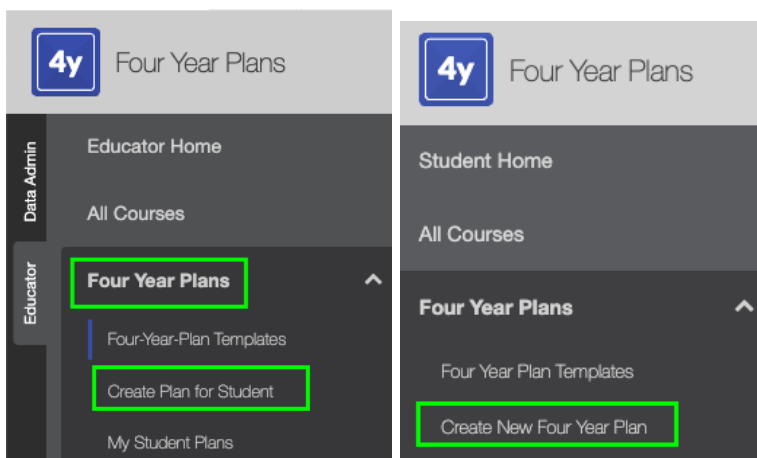 4y Four Year Plans
Data Admin
Educator
Educator Home
All Courses
Four Year Plans
Four-Year-Plan Templates
Create Plan for Student
My Student Plans
4y Four Year Plans
Student Home
All Courses
Four Year Plans
Four Year Plan Templates
Create New Four Year Plan